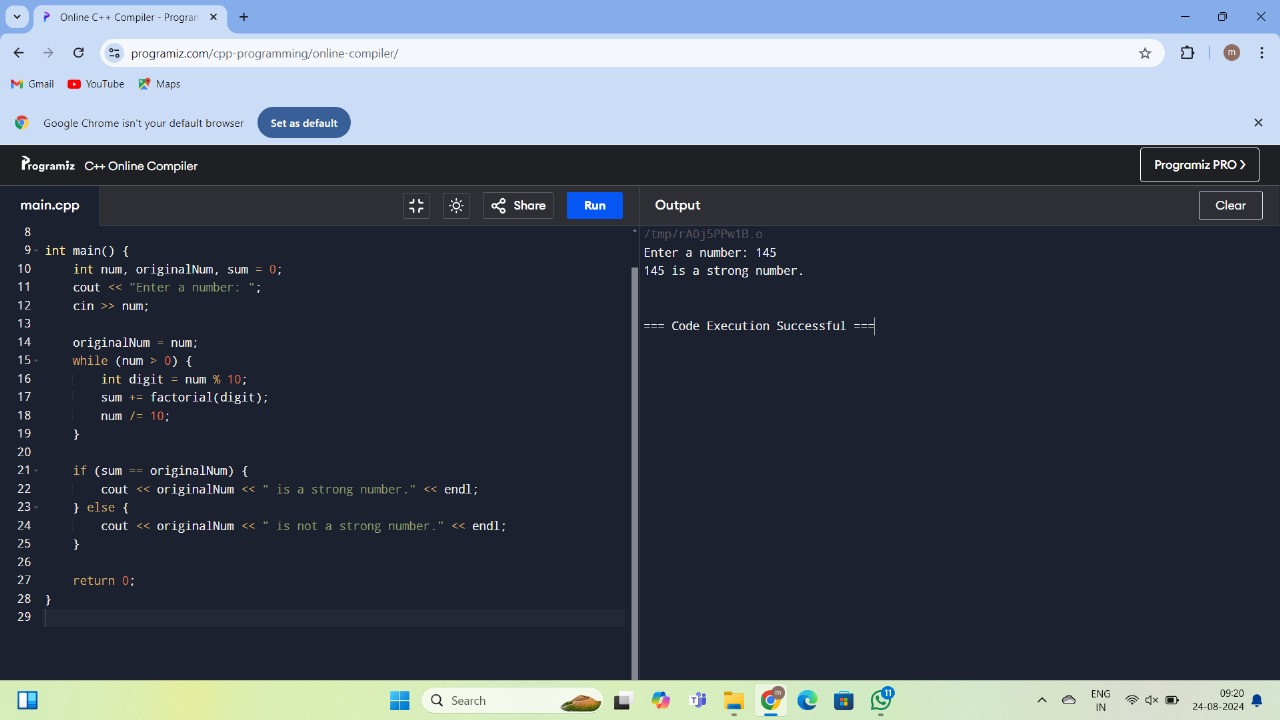 Online C++ Compiler - Program
programiz.com/cpp-programming/online-compiler/
m
Gmail YouTube Maps
Google Chrome isn't your default browser Set as default
Programiz C++ Online Compiler Programiz PRO >
main.cpp Share Run Output Clear
8
9 int main() {
10 int num, originalNum, sum = 0;
11 cout << "Enter a number: ";
12 cin >> num;
13
14 originalNum = num;
15 while (num > 0) {
16 int digit = num % 10;
17 sum += factorial(digit);
18 num /= 10;
19 }
20
21 if (sum == originalNum) {
22 cout << originalNum << " is a strong number." << endl;
23 } else {
24 cout << originalNum << " is not a strong number." << endl;
25 }
26
27 return 0;
28 }
29
/tmp/rAOj5PPw1B.o
Enter a number: 145
145 is a strong number.
=== Code Execution Successful ===
Search
m
11
ENG
IN
09:20
24-08-2024